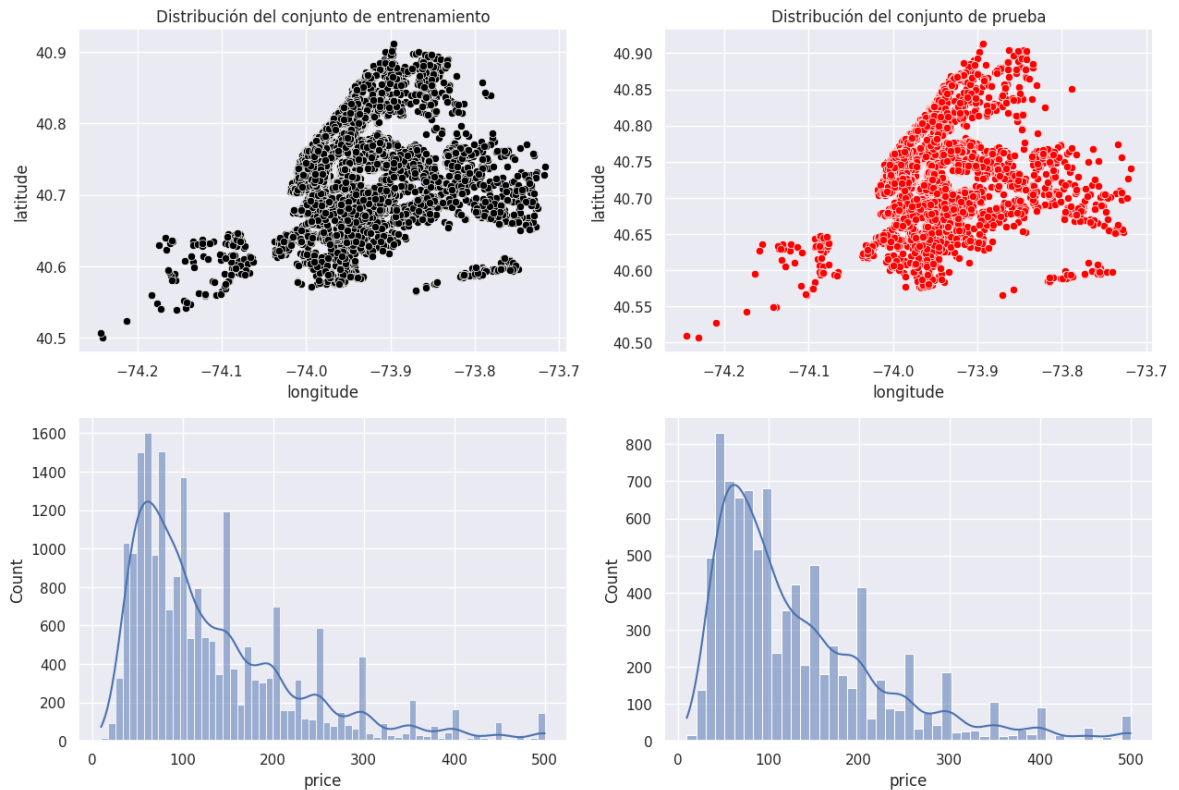 Distribución del conjunto de entrenamiento
40.9
40.8
40.7
40.6
40.5
latitude
−74.2 −74.1 −74.0 −73.9 −73.8 −73.7
longitude
Distribución del conjunto de prueba
40.90
40.85
40.80
40.75
40.70
40.65
40.60
40.55
40.50
latitude
−74.2 −74.1 −74.0 −73.9 −73.8 −73.7
longitude
1600
1400
1200
1000
800
600
400
200
0
Count
0 100 200 300 400 500
price
800
700
600
500
400
300
200
100
0
Count
0 100 200 300 400 500
price